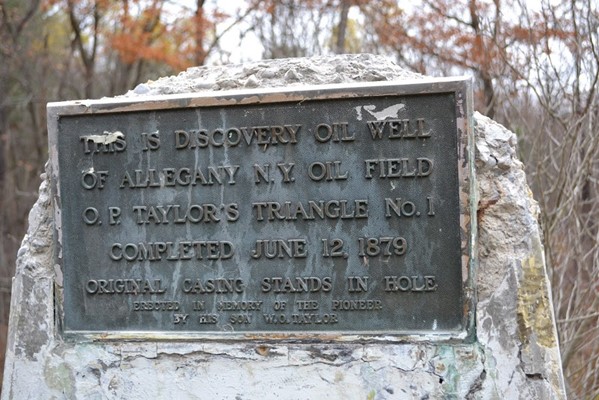 THIS IS DISCOVERY OIL WELL
OF ALLEGANY N.Y. OIL FIELD
O. P. TAYLOR'S TRIANGLE No. 1
COMPLETED JUNE 12, 1879
ORIGINAL CASING STANDS IN HOLE
ERECTED IN MEMORY OF THE PIONEER
BY HIS SON W.O. TAYLOR